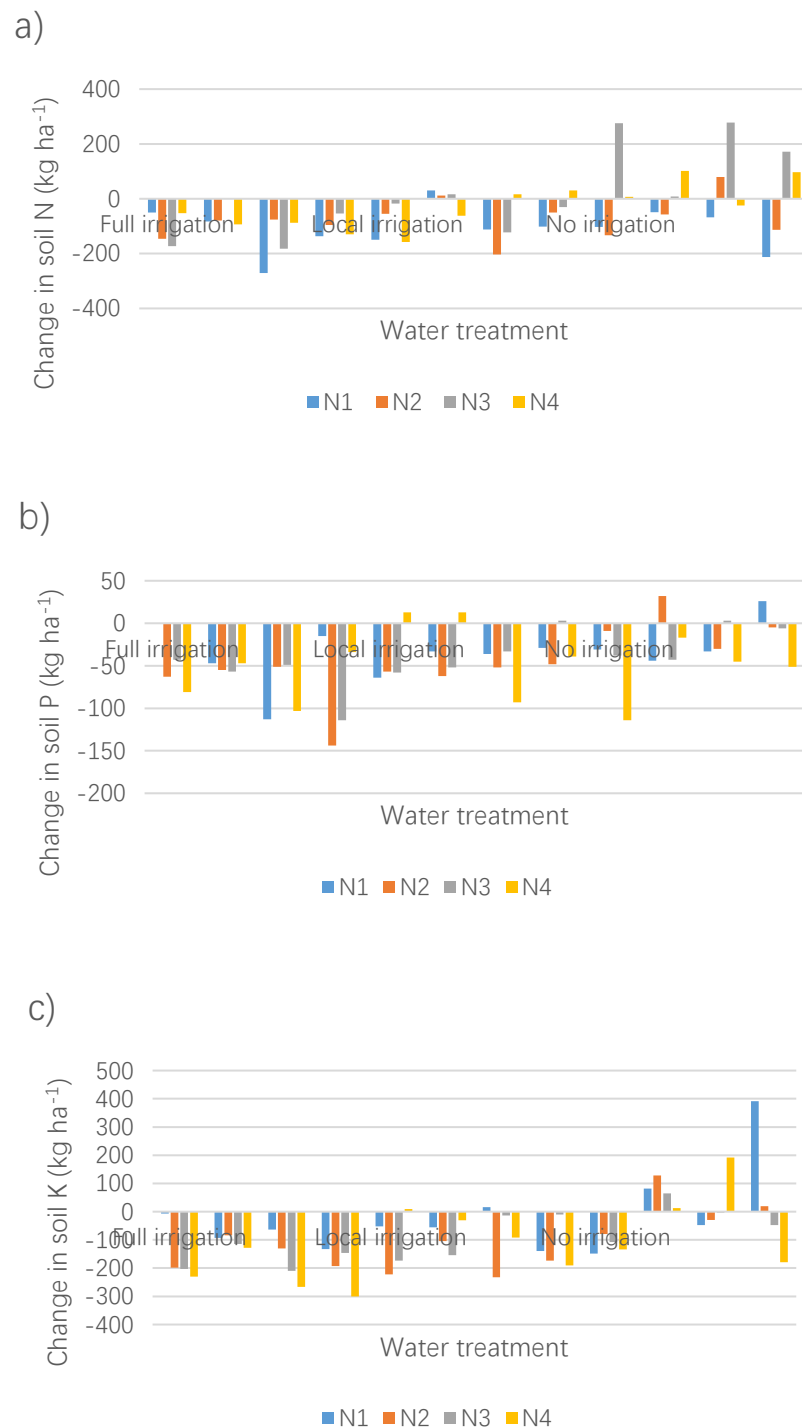 a)
400
200
0
-200
-400
Change in soil N (kg ha⁻¹)
Full irrigation Local irrigation No irrigation
Water treatment
N1 N2 N3 N4
b)
50
0
-50
-100
-150
-200
Change in soil P (kg ha⁻¹)
Full irrigation Local irrigation No irrigation
Water treatment
N1 N2 N3 N4
c)
500
400
300
200
100
0
-100
-200
-300
-400
Change in soil K (kg ha⁻¹)
Full irrigation Local irrigation No irrigation
Water treatment
N1 N2 N3 N4